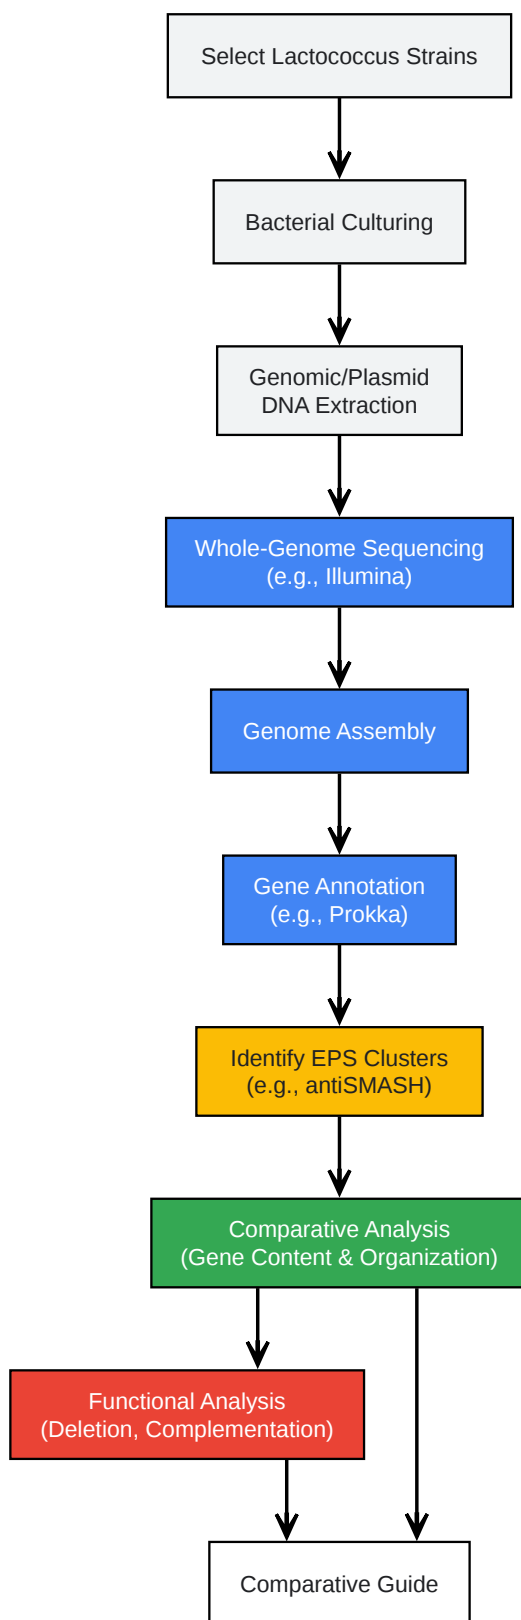 Select Lactococcus Strains
Bacterial Culturing
Genomic/Plasmid
DNA Extraction
Whole-Genome Sequencing
(e.g., Illumina)
Genome Assembly
Gene Annotation
(e.g., Prokka)
Identify EPS Clusters
(e.g., antiSMASH)
Comparative Analysis
(Gene Content & Organization)
Functional Analysis
(Deletion, Complementation)
Comparative Guide